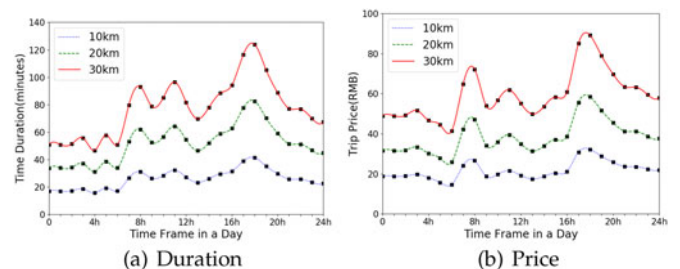 140
120
100
80
60
40
20
0
Time Duration(minutes)
10km
20km
30km
4h
8h
12h
16h
20h
24h
Time Frame in a Day
(a) Duration
100
80
60
40
20
0
Trip Price(RMB)
10km
20km
30km
4h
8h
12h
16h
20h
24h
Time Frame in a Day
(b) Price